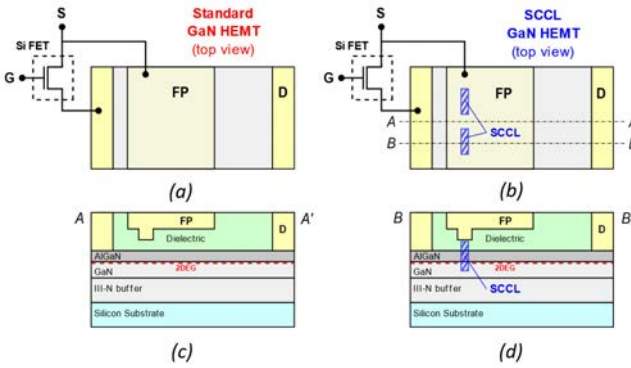 S
Standard
GaN HEMT
(top view)
Si FET
G
FP
D
(a)
S
SCCL
GaN HEMT
(top view)
Si FET
G
FP
D
SCCL
A
B
(b)
A
A'
FP
Dielectric
D
AlGaN
2DEG
GaN
III-N buffer
Silicon Substrate
(c)
B
B
FP
Dielectric
D
AlGaN
2DEG
GaN
III-N buffer
SCCL
Silicon Substrate
(d)